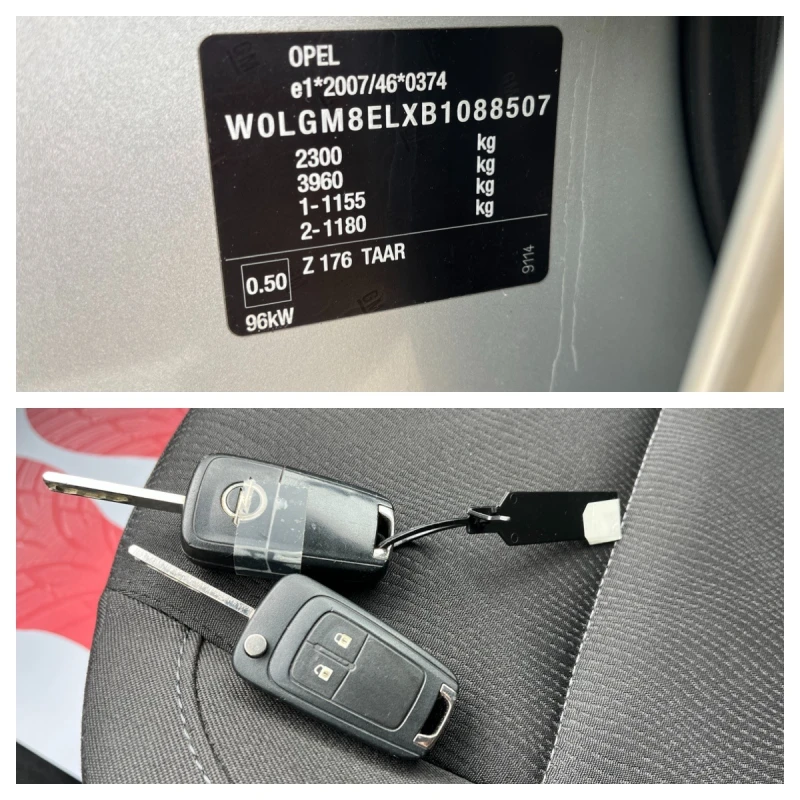 OPEL
e1*2007/46*0374
W0LGM8ELXB1088507
2300 kg
3960 kg
1-1155 kg
2-1180 kg
Z 176 TAAR
0.50
96kW
9114